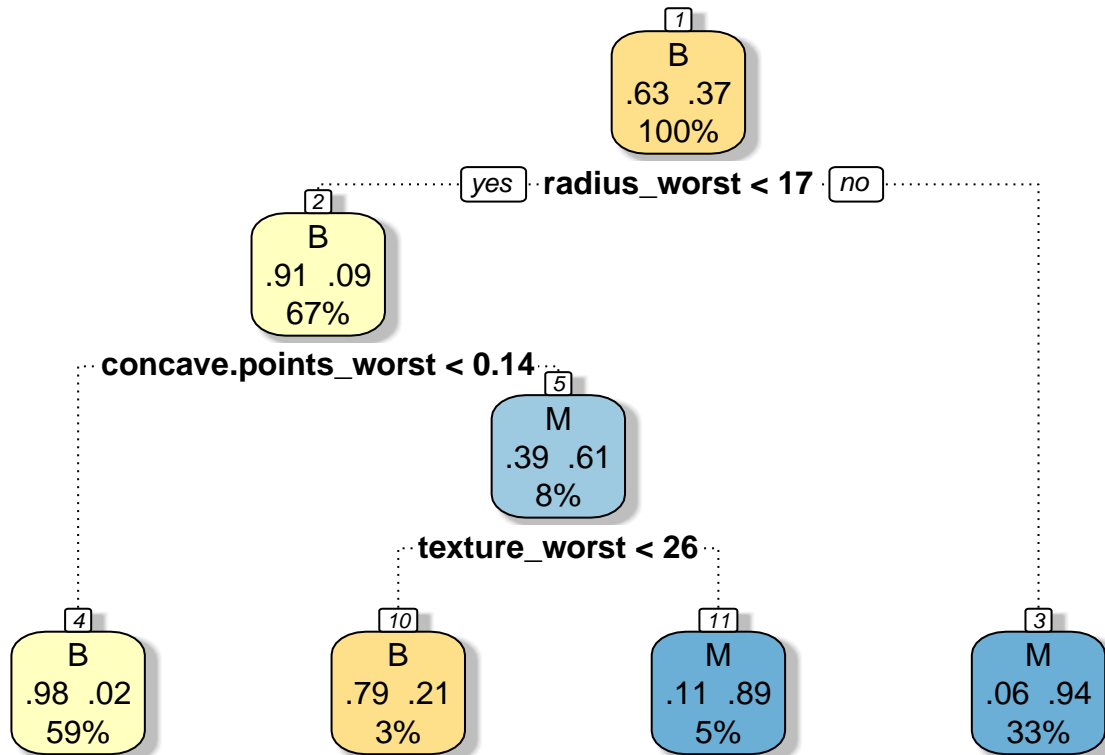 1
B
.63 .37
100%
yes radius_worst < 17 no
2
B
.91 .09
67%
concave.points_worst < 0.14
5
M
.39 .61
8%
texture_worst < 26
4
B
.98 .02
59%
10
B
.79 .21
3%
11
M
.11 .89
5%
3
M
.06 .94
33%